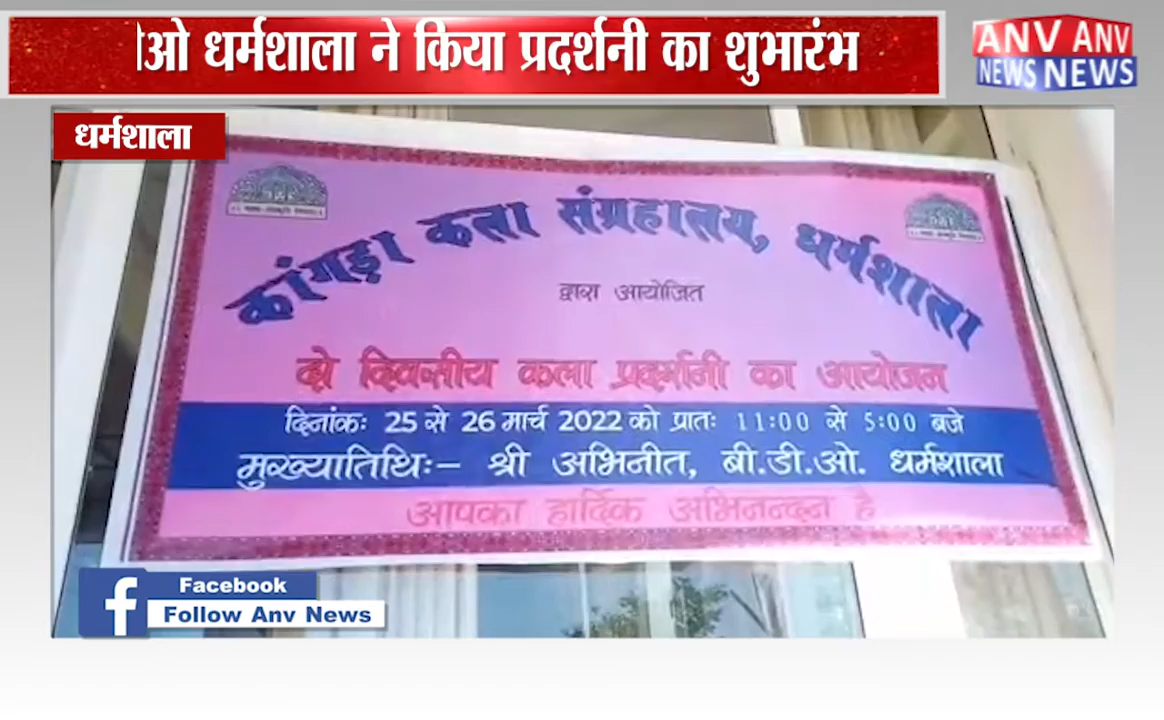 ओ धर्मशाला ने किया प्रदर्शनी का शुभारंभ
ANV ANV
NEWS NEWS
धर्मशाला
कांगड़ा कला संग्रहालय, धर्मशाला
द्वारा आयोजित
दो दिवसीय कला प्रदर्शनी का आयोजन
दिनांकः 25 से 26 मार्च 2022 को प्रातः 11:00 से 5:00 बजे
मुख्यातिथिः– श्री अभिनीत, बी.डी.ओ. धर्मशाला
आपका हार्दिक अभिनन्दन है
Facebook
Follow Anv News